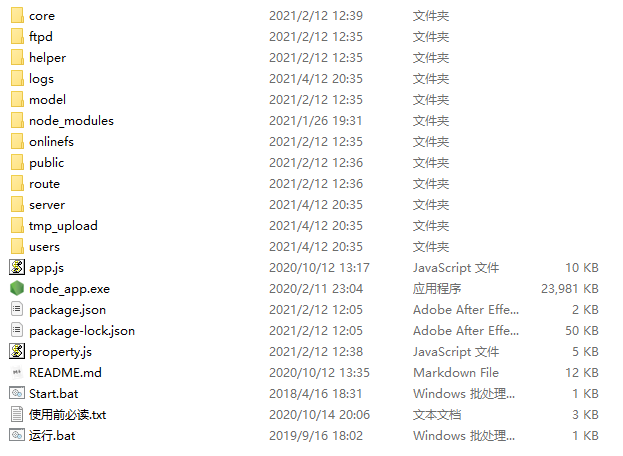 core 2021/2/12 12:39 文件夹
ftpd 2021/2/12 12:35 文件夹
helper 2021/2/12 12:35 文件夹
logs 2021/4/12 20:35 文件夹
model 2021/2/12 12:35 文件夹
node_modules 2021/1/26 19:31 文件夹
onlinefs 2021/2/12 12:35 文件夹
public 2021/2/12 12:36 文件夹
route 2021/2/12 12:36 文件夹
server 2021/4/12 20:35 文件夹
tmp_upload 2021/4/12 20:35 文件夹
users 2021/4/12 20:35 文件夹
app.js 2020/10/12 13:17 JavaScript 文件 10 KB
node_app.exe 2020/2/11 23:04 应用程序 23,981 KB
package.json 2021/2/12 12:05 Adobe After Effe... 2 KB
package-lock.json 2021/2/12 12:05 Adobe After Effe... 50 KB
property.js 2021/2/12 12:38 JavaScript 文件 5 KB
README.md 2020/10/12 13:35 Markdown File 12 KB
Start.bat 2018/4/16 18:31 Windows 批处理... 1 KB
使用前必读.txt 2020/10/14 20:06 文本文档 3 KB
运行.bat 2019/9/16 18:02 Windows 批处理... 1 KB